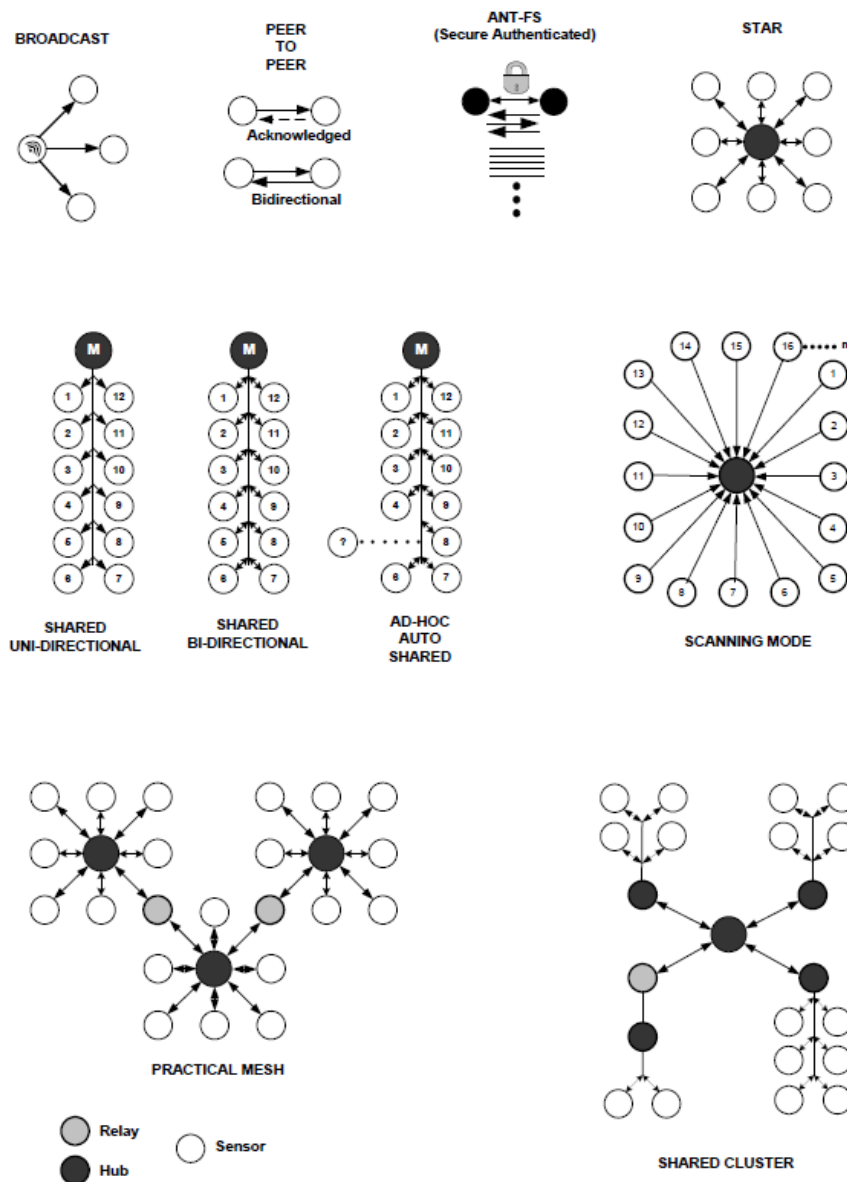 BROADCAST
PEER
TO
PEER
Acknowledged
Bidirectional
ANT-FS
(Secure Authenticated)
STAR
M
1 12
2 11
3 10
4 9
5 8
6 7
SHARED
UNI-DIRECTIONAL
M
1 12
2 11
3 10
4 9
5 8
6 7
SHARED
BI-DIRECTIONAL
M
1 12
2 11
3 10
4 9
? 8
6 7
AD-HOC
AUTO
SHARED
14 15 16 n
13 1
12 2
11 3
10 4
9 5
8 7 6
SCANNING MODE
PRACTICAL MESH
Relay
Sensor
Hub
SHARED CLUSTER